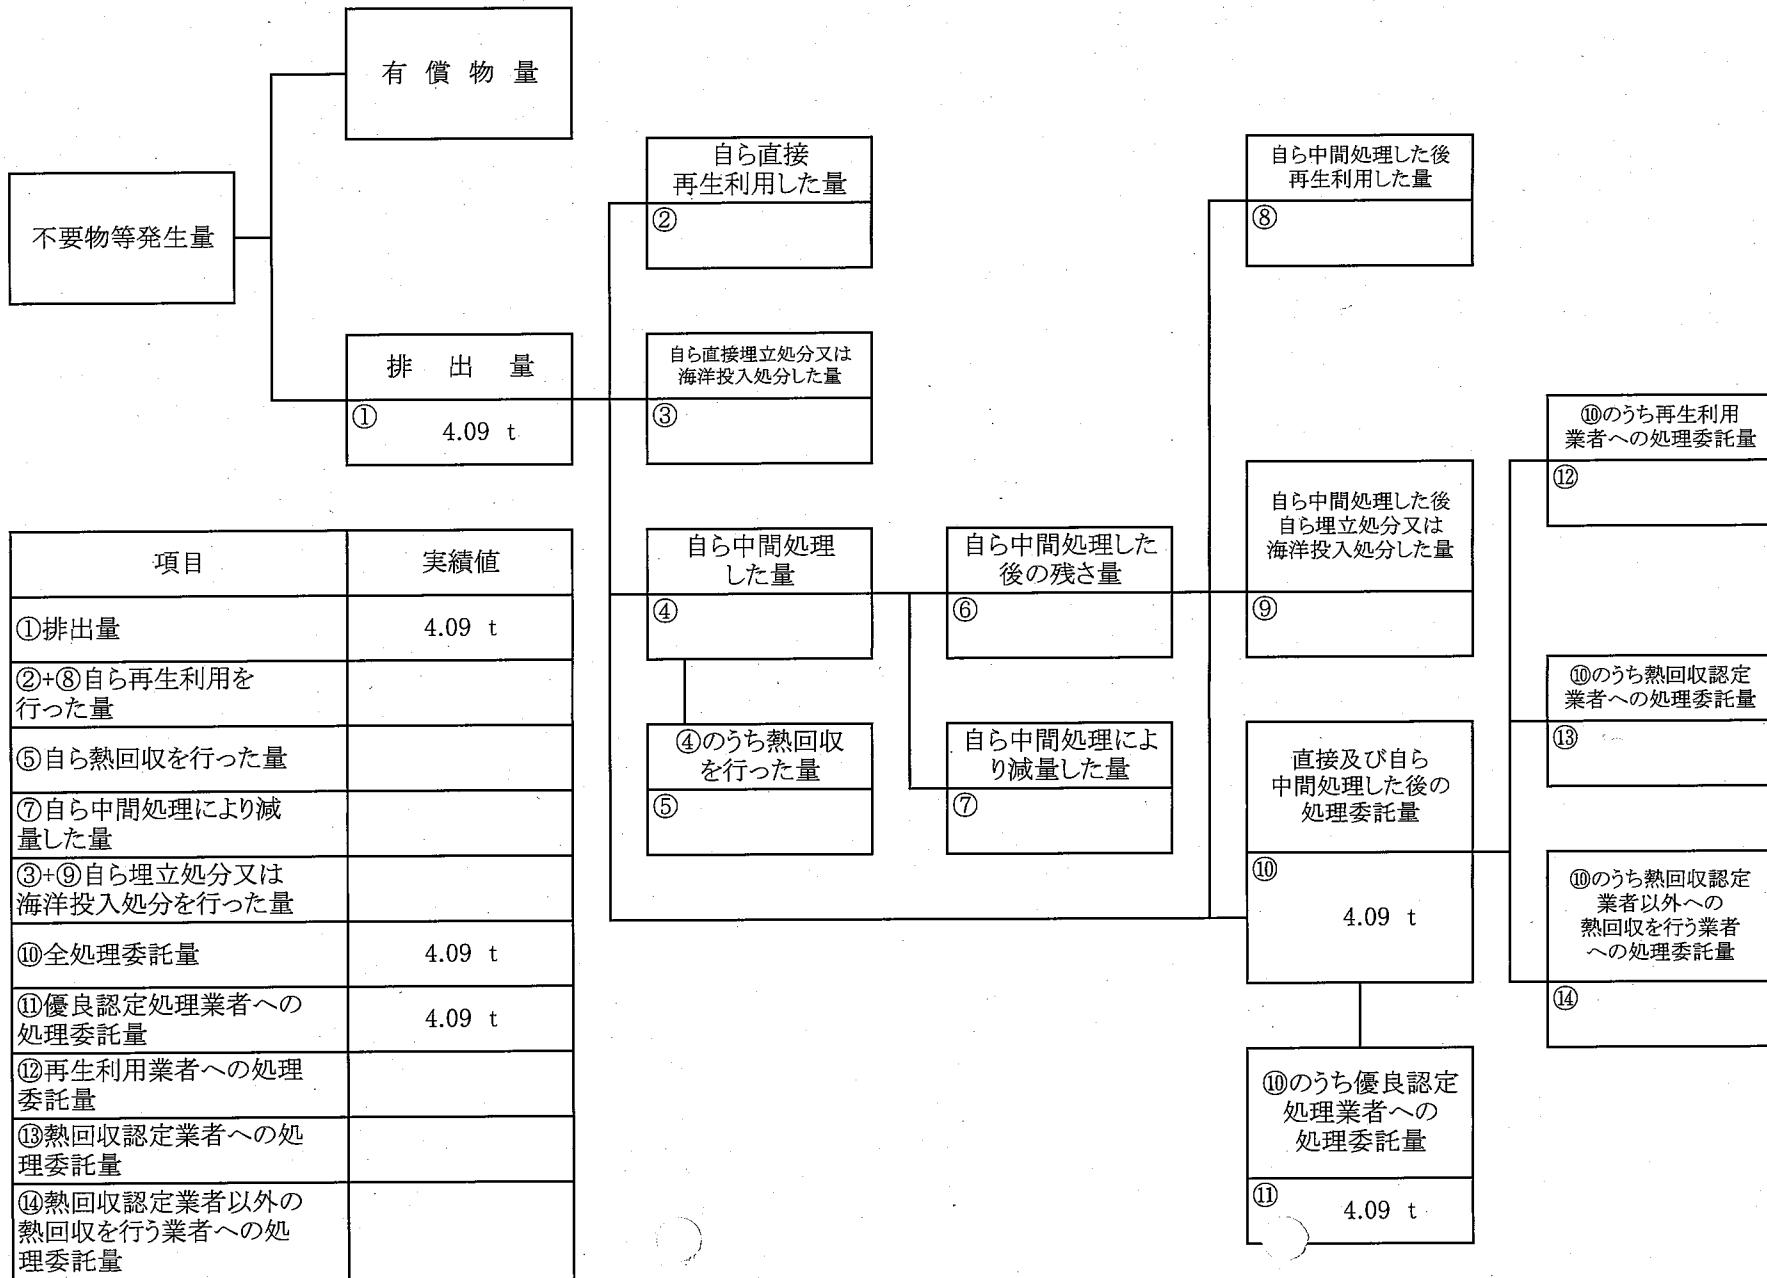 有償物量
不要物等発生量
排出量
①
4.09 t
自ら直接
再生利用した量
②
自ら直接埋立処分又は
海洋投入処分した量
③
自ら中間処理
した量
④
④のうち熱回収
を行った量
⑤
自ら中間処理した
後の残さ量
⑥
自ら中間処理によ
り減量した量
⑦
自ら中間処理した後
再生利用した量
⑧
自ら中間処理した後
自ら埋立処分又は
海洋投入処分した量
⑨
直接及び自ら
中間処理した後の
処理委託量
⑩
4.09 t
⑩のうち優良認定
処理業者への
処理委託量
⑪
4.09 t
⑩のうち再生利用
業者への処理委託量
⑫
⑩のうち熱回収認定
業者への処理委託量
⑬
⑩のうち熱回収認定
業者以外への
熱回収を行う業者
への処理委託量
⑭
項目 実績値
①排出量 4.09 t
②+⑧自ら再生利用を
行った量
⑤自ら熱回収を行った量
⑦自ら中間処理により減
量した量
③+⑨自ら埋立処分又は
海洋投入処分を行った量
⑩全処理委託量 4.09 t
⑪優良認定処理業者への
処理委託量 4.09 t
⑫再生利用業者への処理
委託量
⑬熱回収認定業者への処
理委託量
⑭熱回収認定業者以外の
熱回収を行う業者への処
理委託量